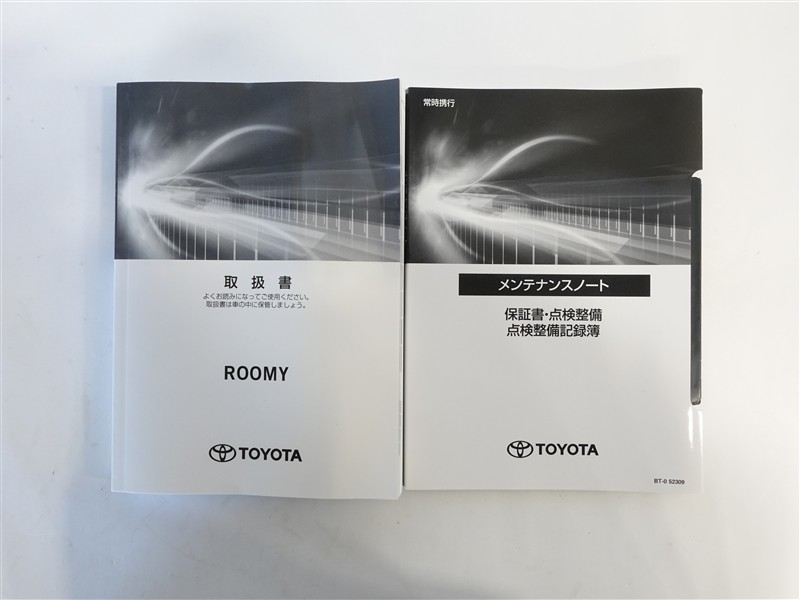 取扱書
よくお読みになってご使用ください。
取扱書は車の中に保管しましょう。
ROOMY
TOYOTA
常時携行
メンテナンスノート
保証書・点検整備
点検整備記録簿
TOYOTA
BT-0 52309